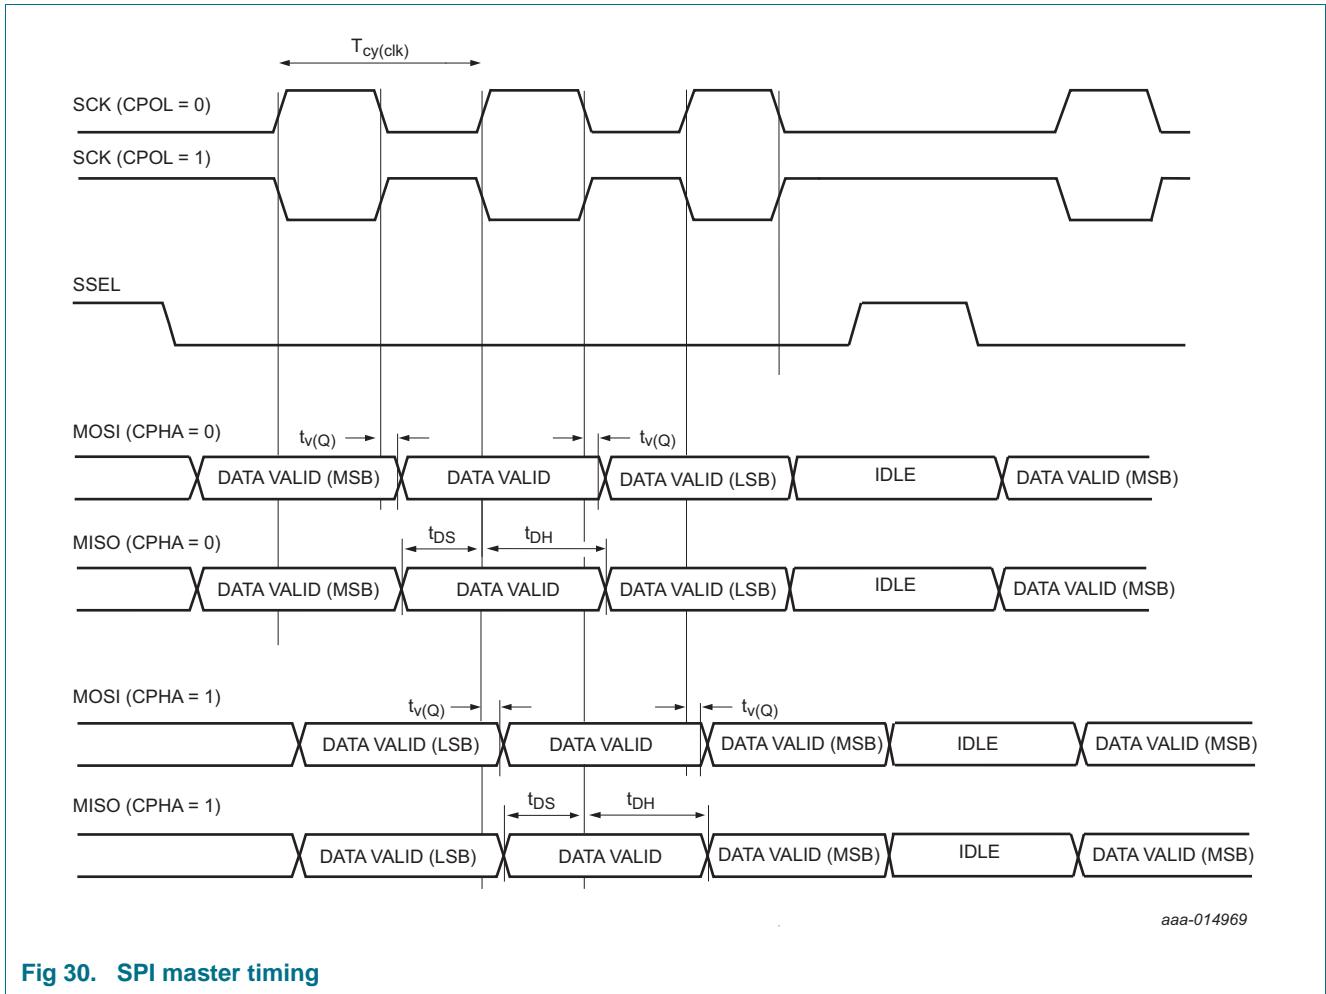 Tcy(clk)
SCK (CPOL = 0)
SCK (CPOL = 1)
SSEL
MOSI (CPHA = 0)
tv(Q) tv(Q)
DATA VALID (MSB) DATA VALID DATA VALID (LSB) IDLE DATA VALID (MSB)
MISO (CPHA = 0)
tDS tDH
DATA VALID (MSB) DATA VALID DATA VALID (LSB) IDLE DATA VALID (MSB)
MOSI (CPHA = 1)
tv(Q) tv(Q)
DATA VALID (LSB) DATA VALID DATA VALID (MSB) IDLE DATA VALID (MSB)
MISO (CPHA = 1)
tDS tDH
DATA VALID (LSB) DATA VALID DATA VALID (MSB) IDLE DATA VALID (MSB)
aaa-014969
Fig 30. SPI master timing